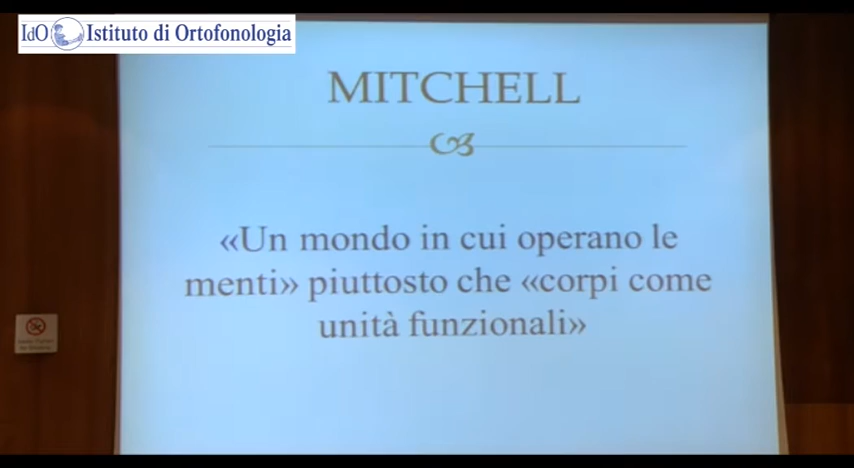 IdO Istituto di Ortofonologia
MITCHELL
«Un mondo in cui operano le
menti» piuttosto che «corpi come
unità funzionali»